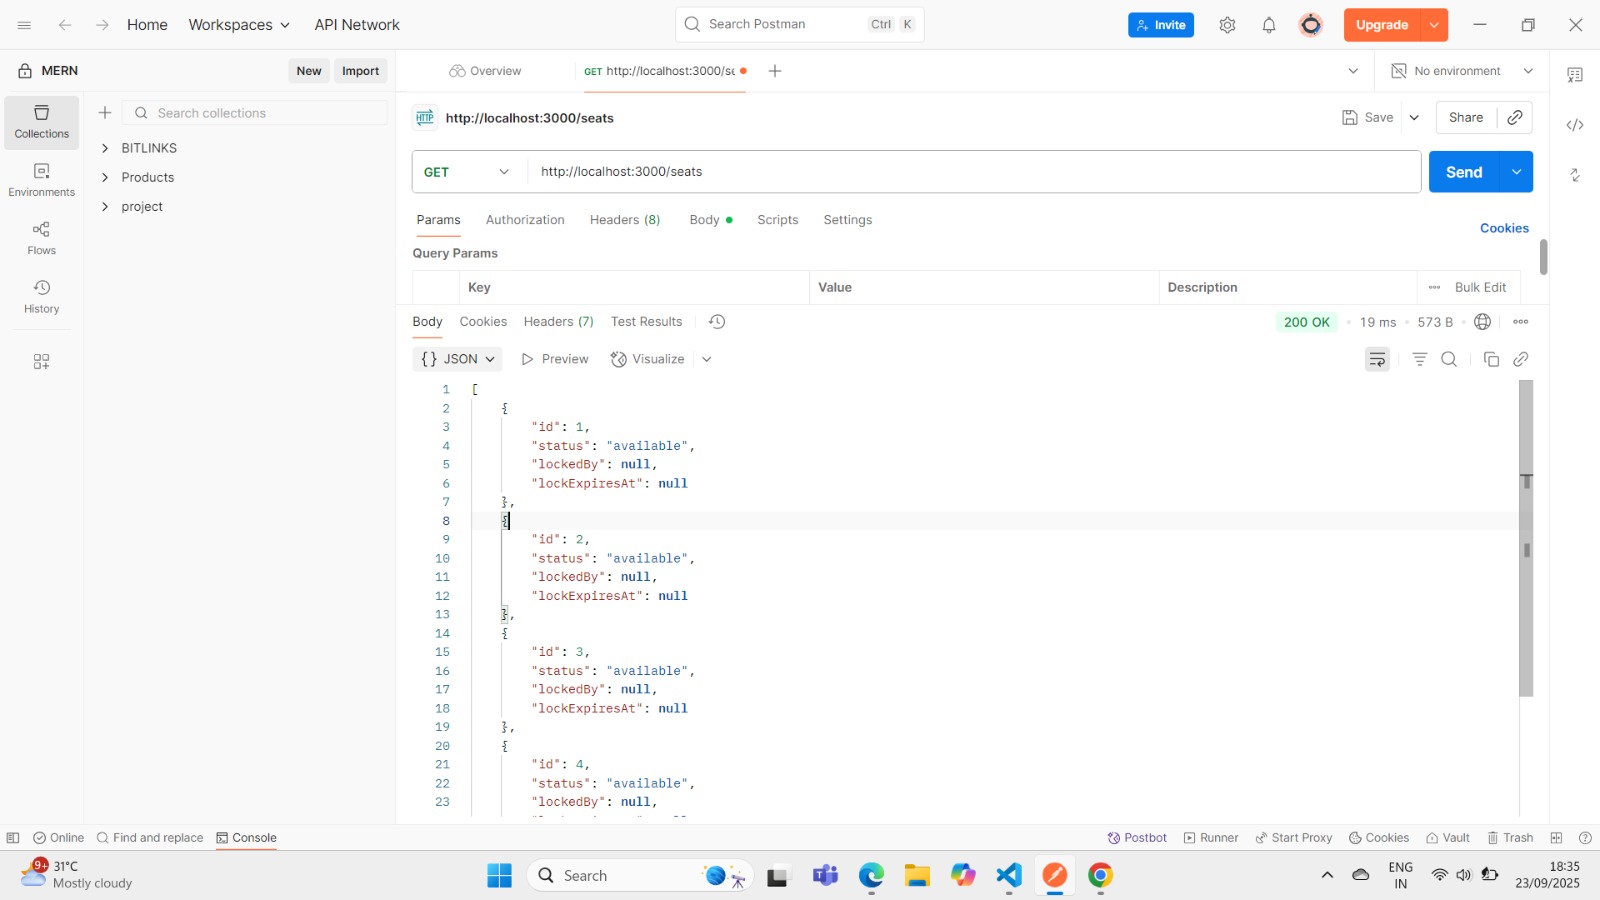 Home
Workspaces
API Network
Search Postman
Ctrl
K
Invite
Upgrade
MERN
New
Import
Overview
GET http://localhost:3000/se
No environment
Collections
Environments
Flows
History
Search collections
BITLINKS
Products
project
HTTP
http://localhost:3000/seats
Save
Share
GET
http://localhost:3000/seats
Send
Params
Authorization
Headers (8)
Body
Scripts
Settings
Cookies
Query Params
Key
Value
Description
Bulk Edit
Body
Cookies
Headers (7)
Test Results
200 OK
19 ms
573 B
{} JSON
Preview
Visualize
1 [
2 {
3 "id": 1,
4 "status": "available",
5 "lockedBy": null,
6 "lockExpiresAt": null
7 },
8 {
9 "id": 2,
10 "status": "available",
11 "lockedBy": null,
12 "lockExpiresAt": null
13 },
14 {
15 "id": 3,
16 "status": "available",
17 "lockedBy": null,
18 "lockExpiresAt": null
19 },
20 {
21 "id": 4,
22 "status": "available",
23 "lockedBy": null,
Online
Find and replace
Console
Postbot
Runner
Start Proxy
Cookies
Vault
Trash
9+
31°C
Mostly cloudy
Search
ENG
IN
18:35
23/09/2025